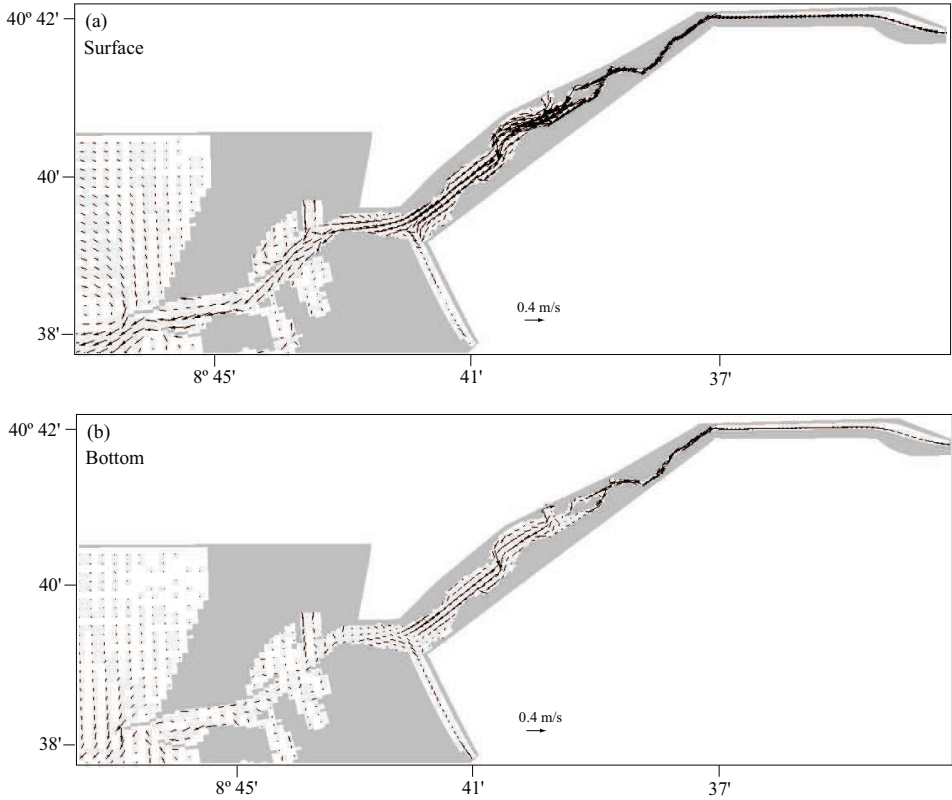 40º 42'
(a)
Surface
40'
38'
0.4 m/s
8º 45'
41'
37'
40º 42'
(b)
Bottom
40'
38'
0.4 m/s
8º 45'
41'
37'